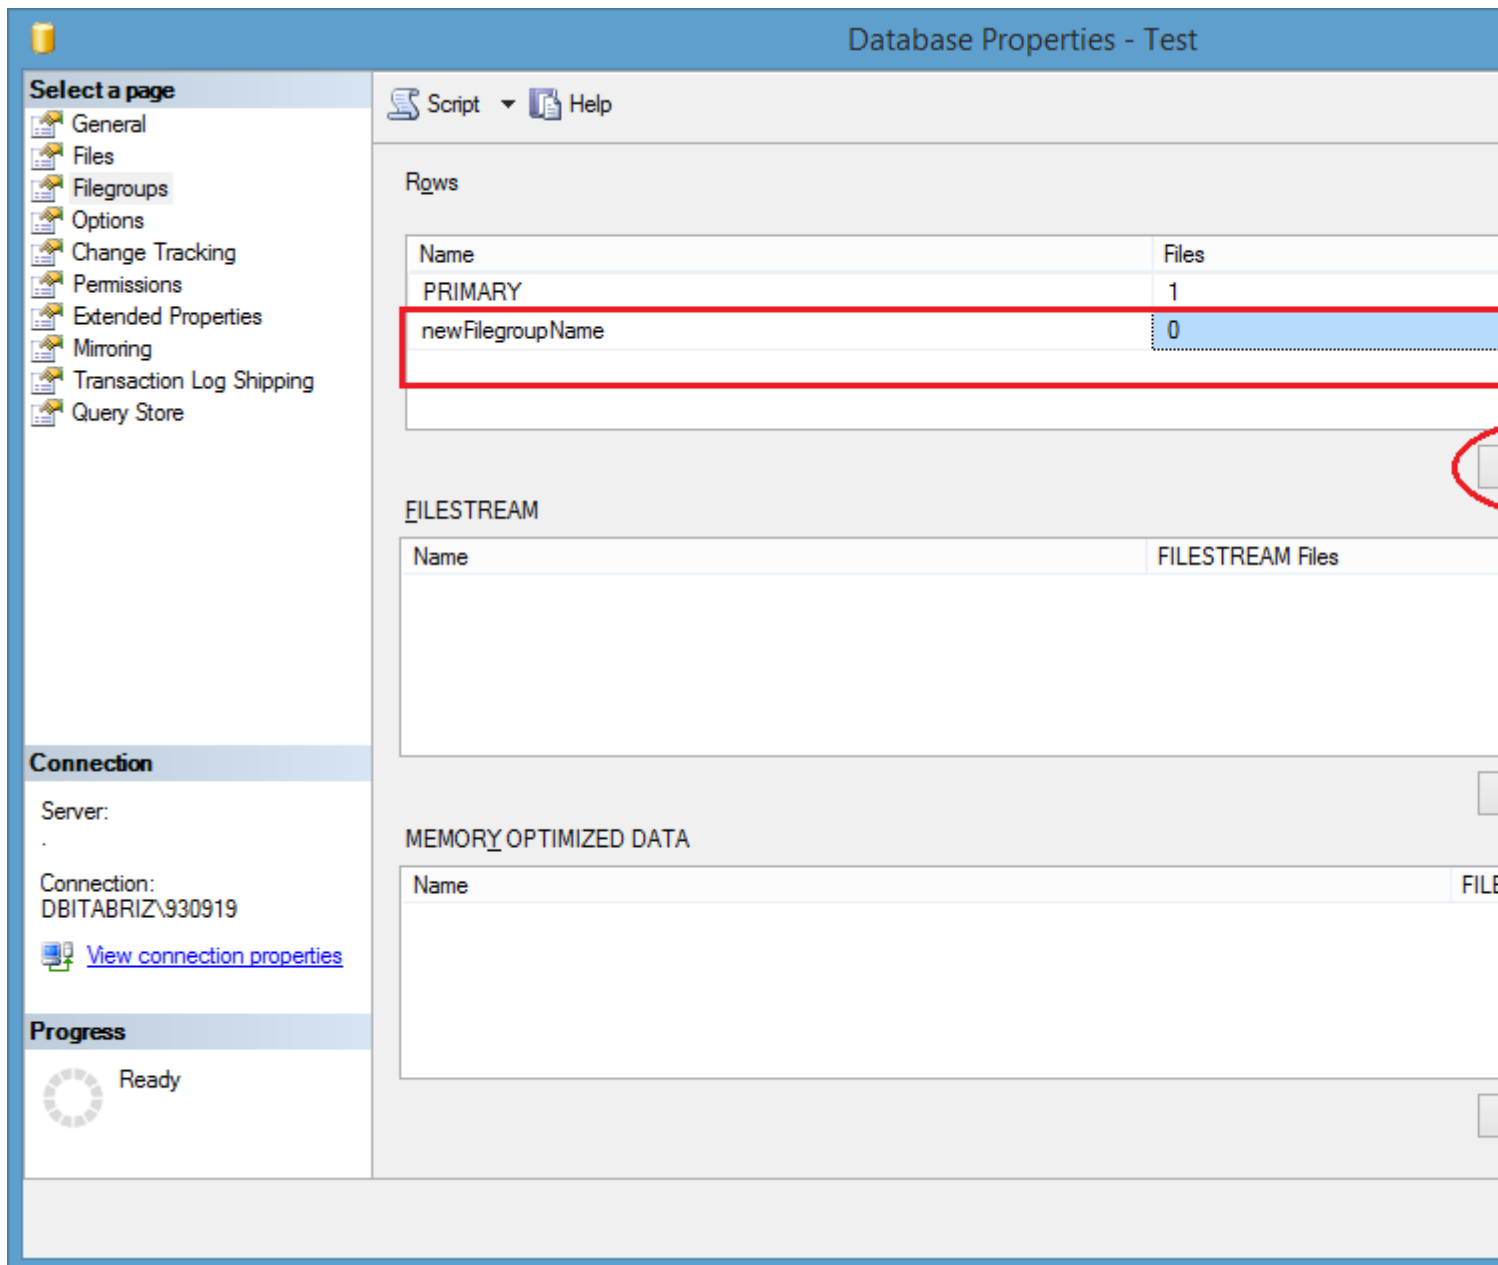 Database Properties - Test
Select a page
General
Files
Filegroups
Options
Change Tracking
Permissions
Extended Properties
Mirroring
Transaction Log Shipping
Query Store
Connection
Server:
.
Connection:
DBITABRIZ\930919
View connection properties
Progress
Ready
Script Help
Rows
Name Files
PRIMARY 1
newFilegroupName 0
FILESTREAM
Name FILESTREAM Files
MEMORY OPTIMIZED DATA
Name